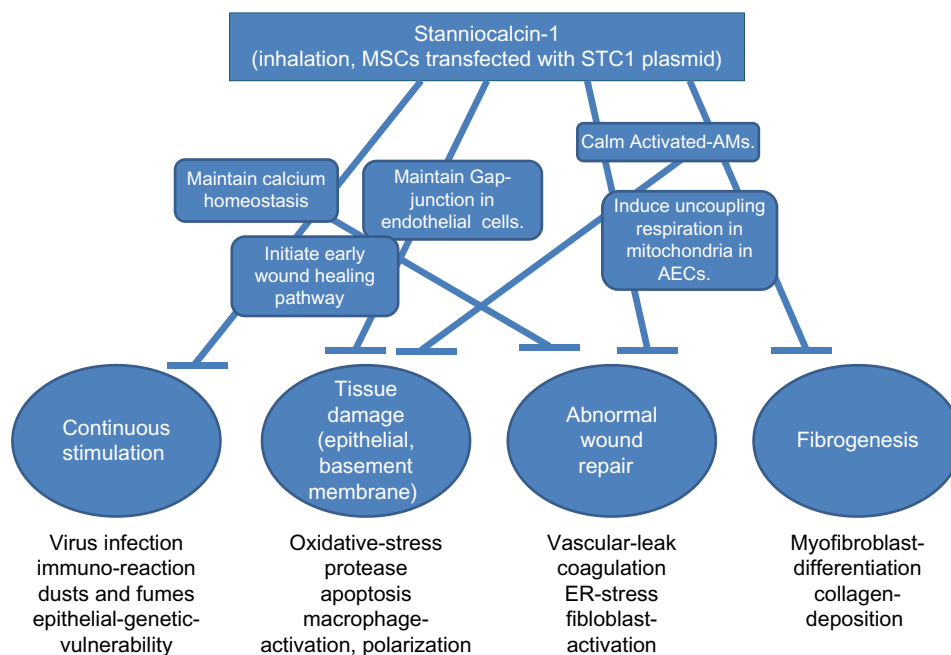 Stanniocalcin-1
(inhalation, MSCs transfected with STC1 plasmid)
Calm Activated-AMs.
Maintain calcium
homeostasis
Maintain Gap-
junction in
endothelial cells.
Induce uncoupling
respiration in
mitochondria in
AECs.
Initiate early
wound healing
pathway
Continuous
stimulation
Tissue
damage
(epithelial,
basement
membrane)
Abnormal
wound
repair
Fibrogenesis
Virus infection
immuno-reaction
dusts and fumes
epithelial-genetic-
vulnerability
Oxidative-stress
protease
apoptosis
macrophage-
activation, polarization
Vascular-leak
coagulation
ER-stress
fibloblast-
activation
Myofibroblast-
differentiation
collagen-
deposition